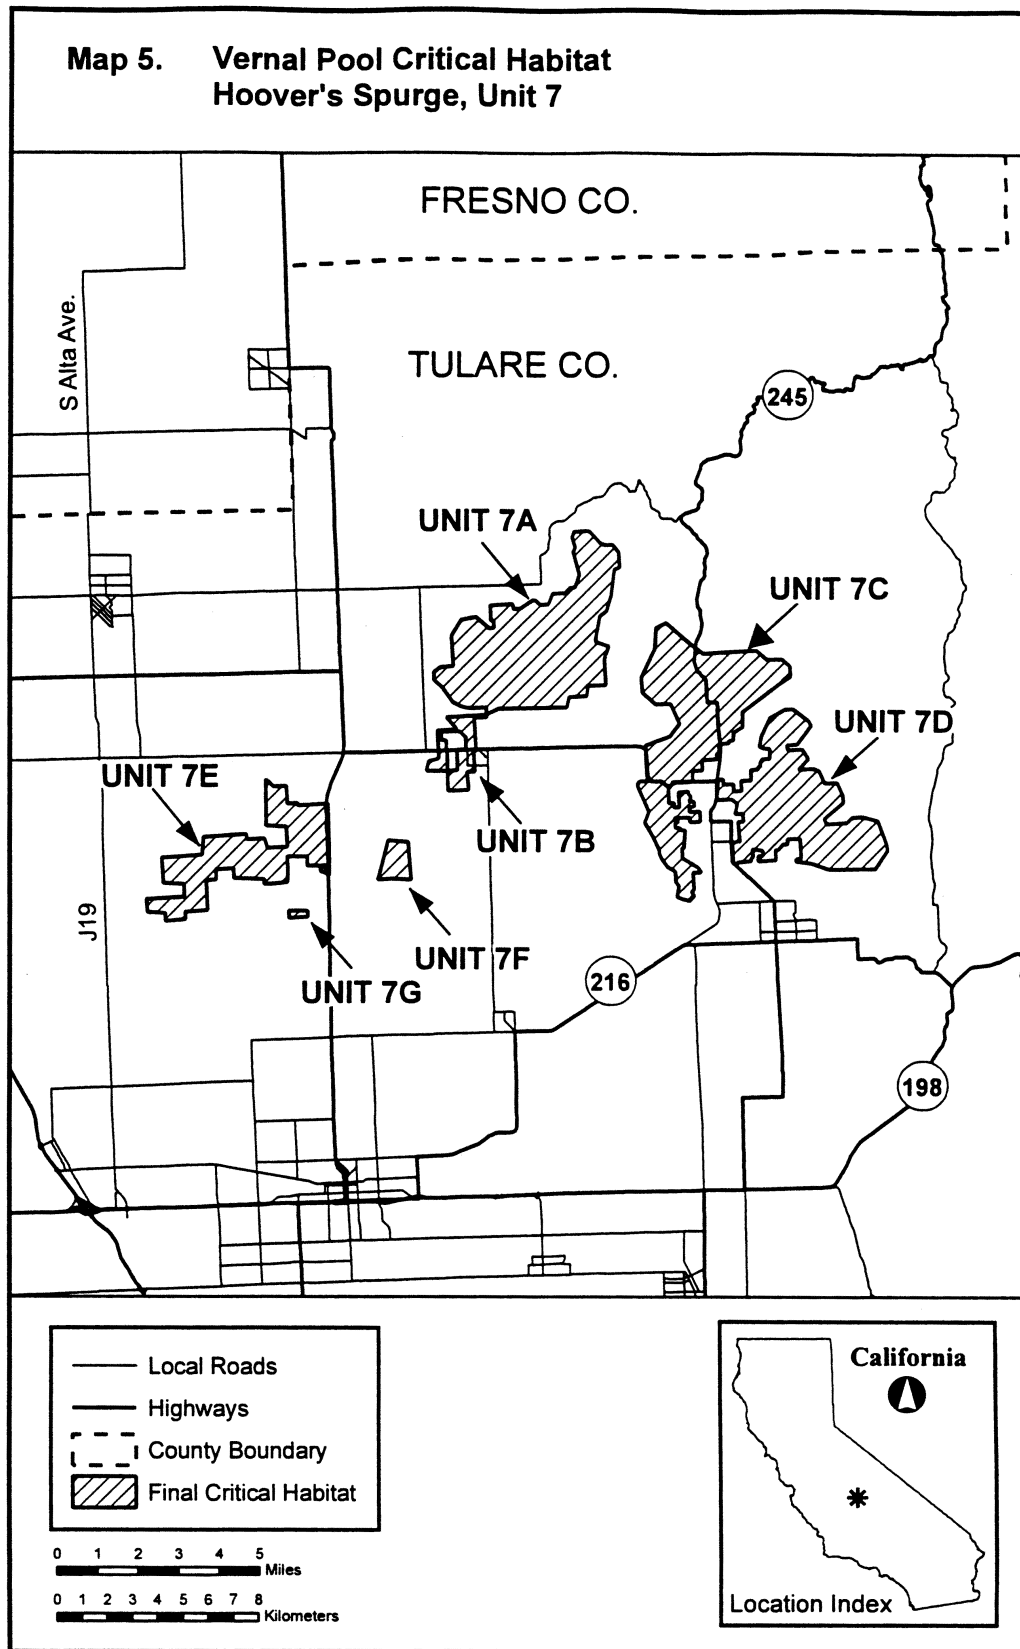 Map 5. Vernal Pool Critical Habitat
Hoover's Spurge, Unit 7
FRESNO CO.
S Alta Ave.
TULARE CO.
245
UNIT 7A
UNIT 7C
UNIT 7D
UNIT 7E
UNIT 7B
J19
UNIT 7F
216
UNIT 7G
198
Local Roads
Highways
County Boundary
Final Critical Habitat
0 1 2 3 4 5
Miles
0 1 2 3 4 5 6 7 8
Kilometers
California
Location Index